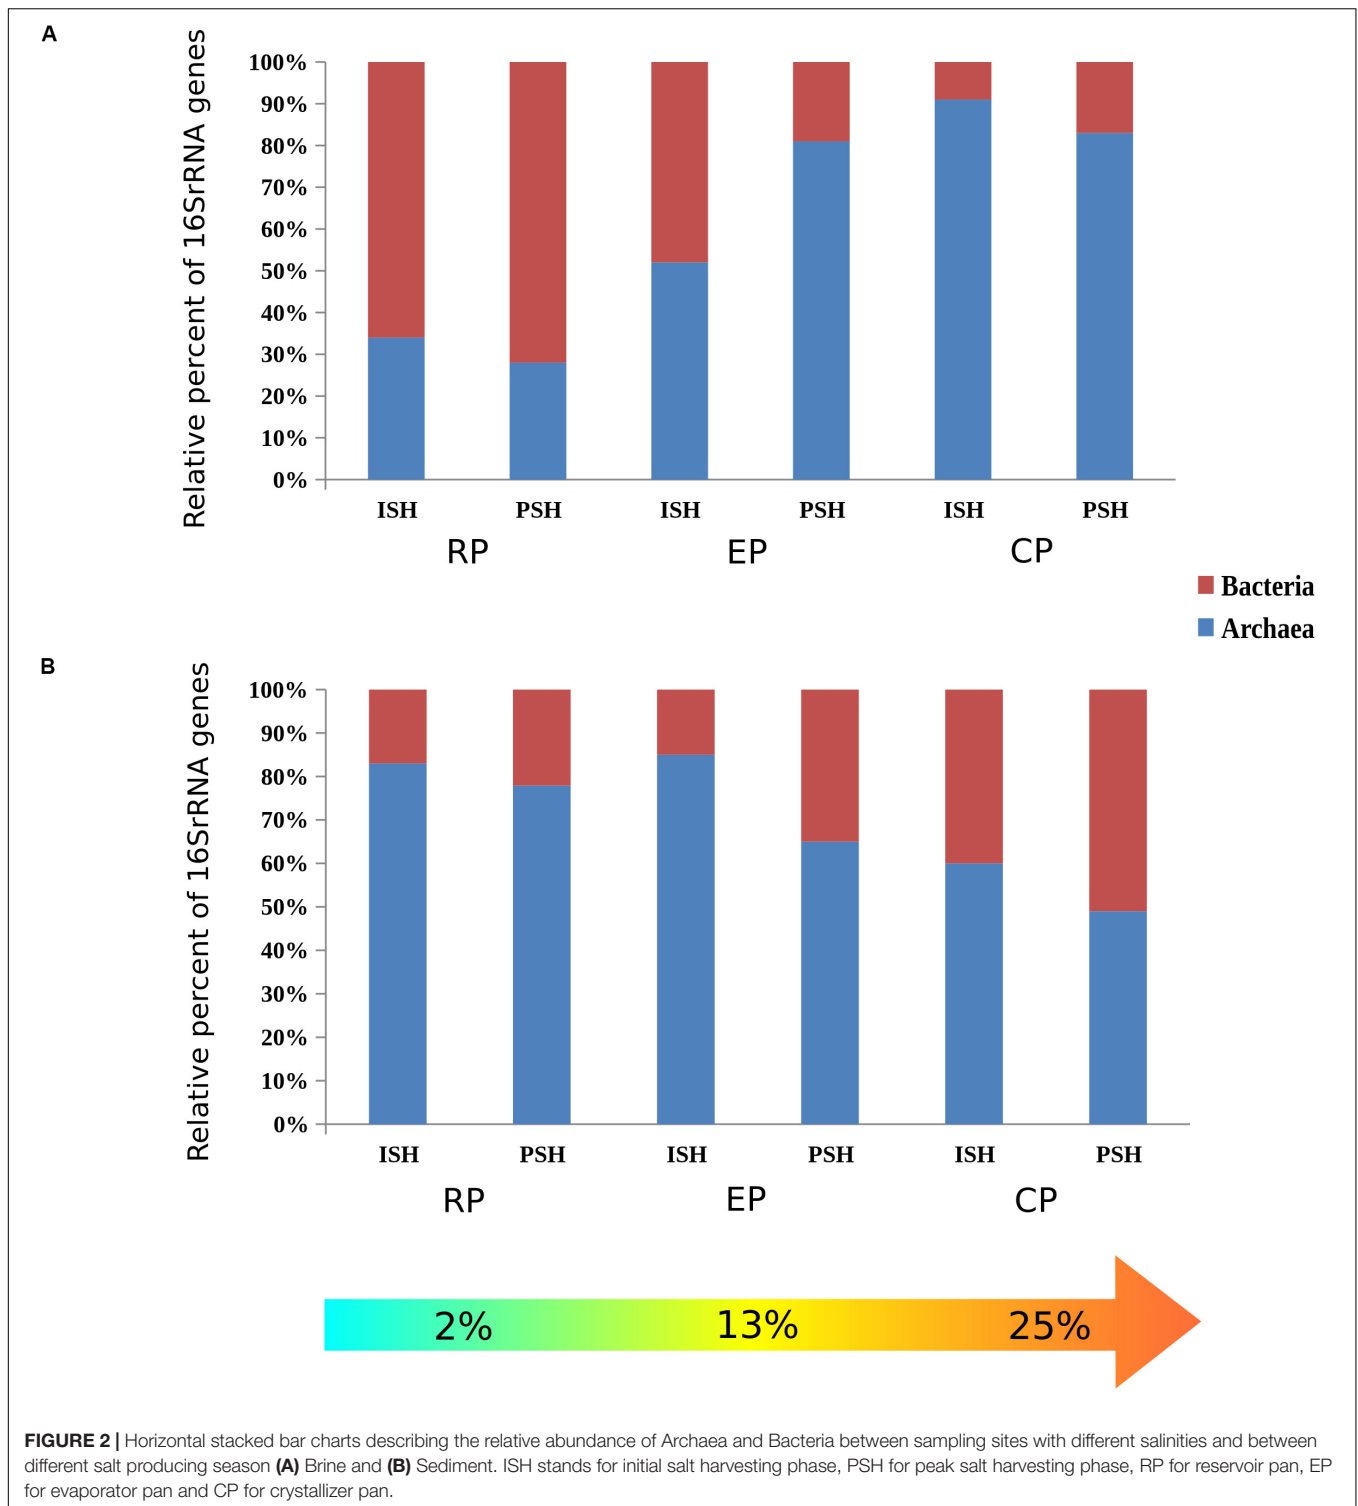 A
Relative percent of 16SrRNA genes
100%
90%
80%
70%
60%
50%
40%
30%
20%
10%
0%
ISH PSH ISH PSH ISH PSH
RP EP CP
Bacteria
Archaea
B
Relative percent of 16SrRNA genes
100%
90%
80%
70%
60%
50%
40%
30%
20%
10%
0%
ISH PSH ISH PSH ISH PSH
RP EP CP
2% 13% 25%
FIGURE 2 | Horizontal stacked bar charts describing the relative abundance of Archaea and Bacteria between sampling sites with different salinities and between
different salt producing season (A) Brine and (B) Sediment. ISH stands for initial salt harvesting phase, PSH for peak salt harvesting phase, RP for reservoir pan, EP
for evaporator pan and CP for crystallizer pan.